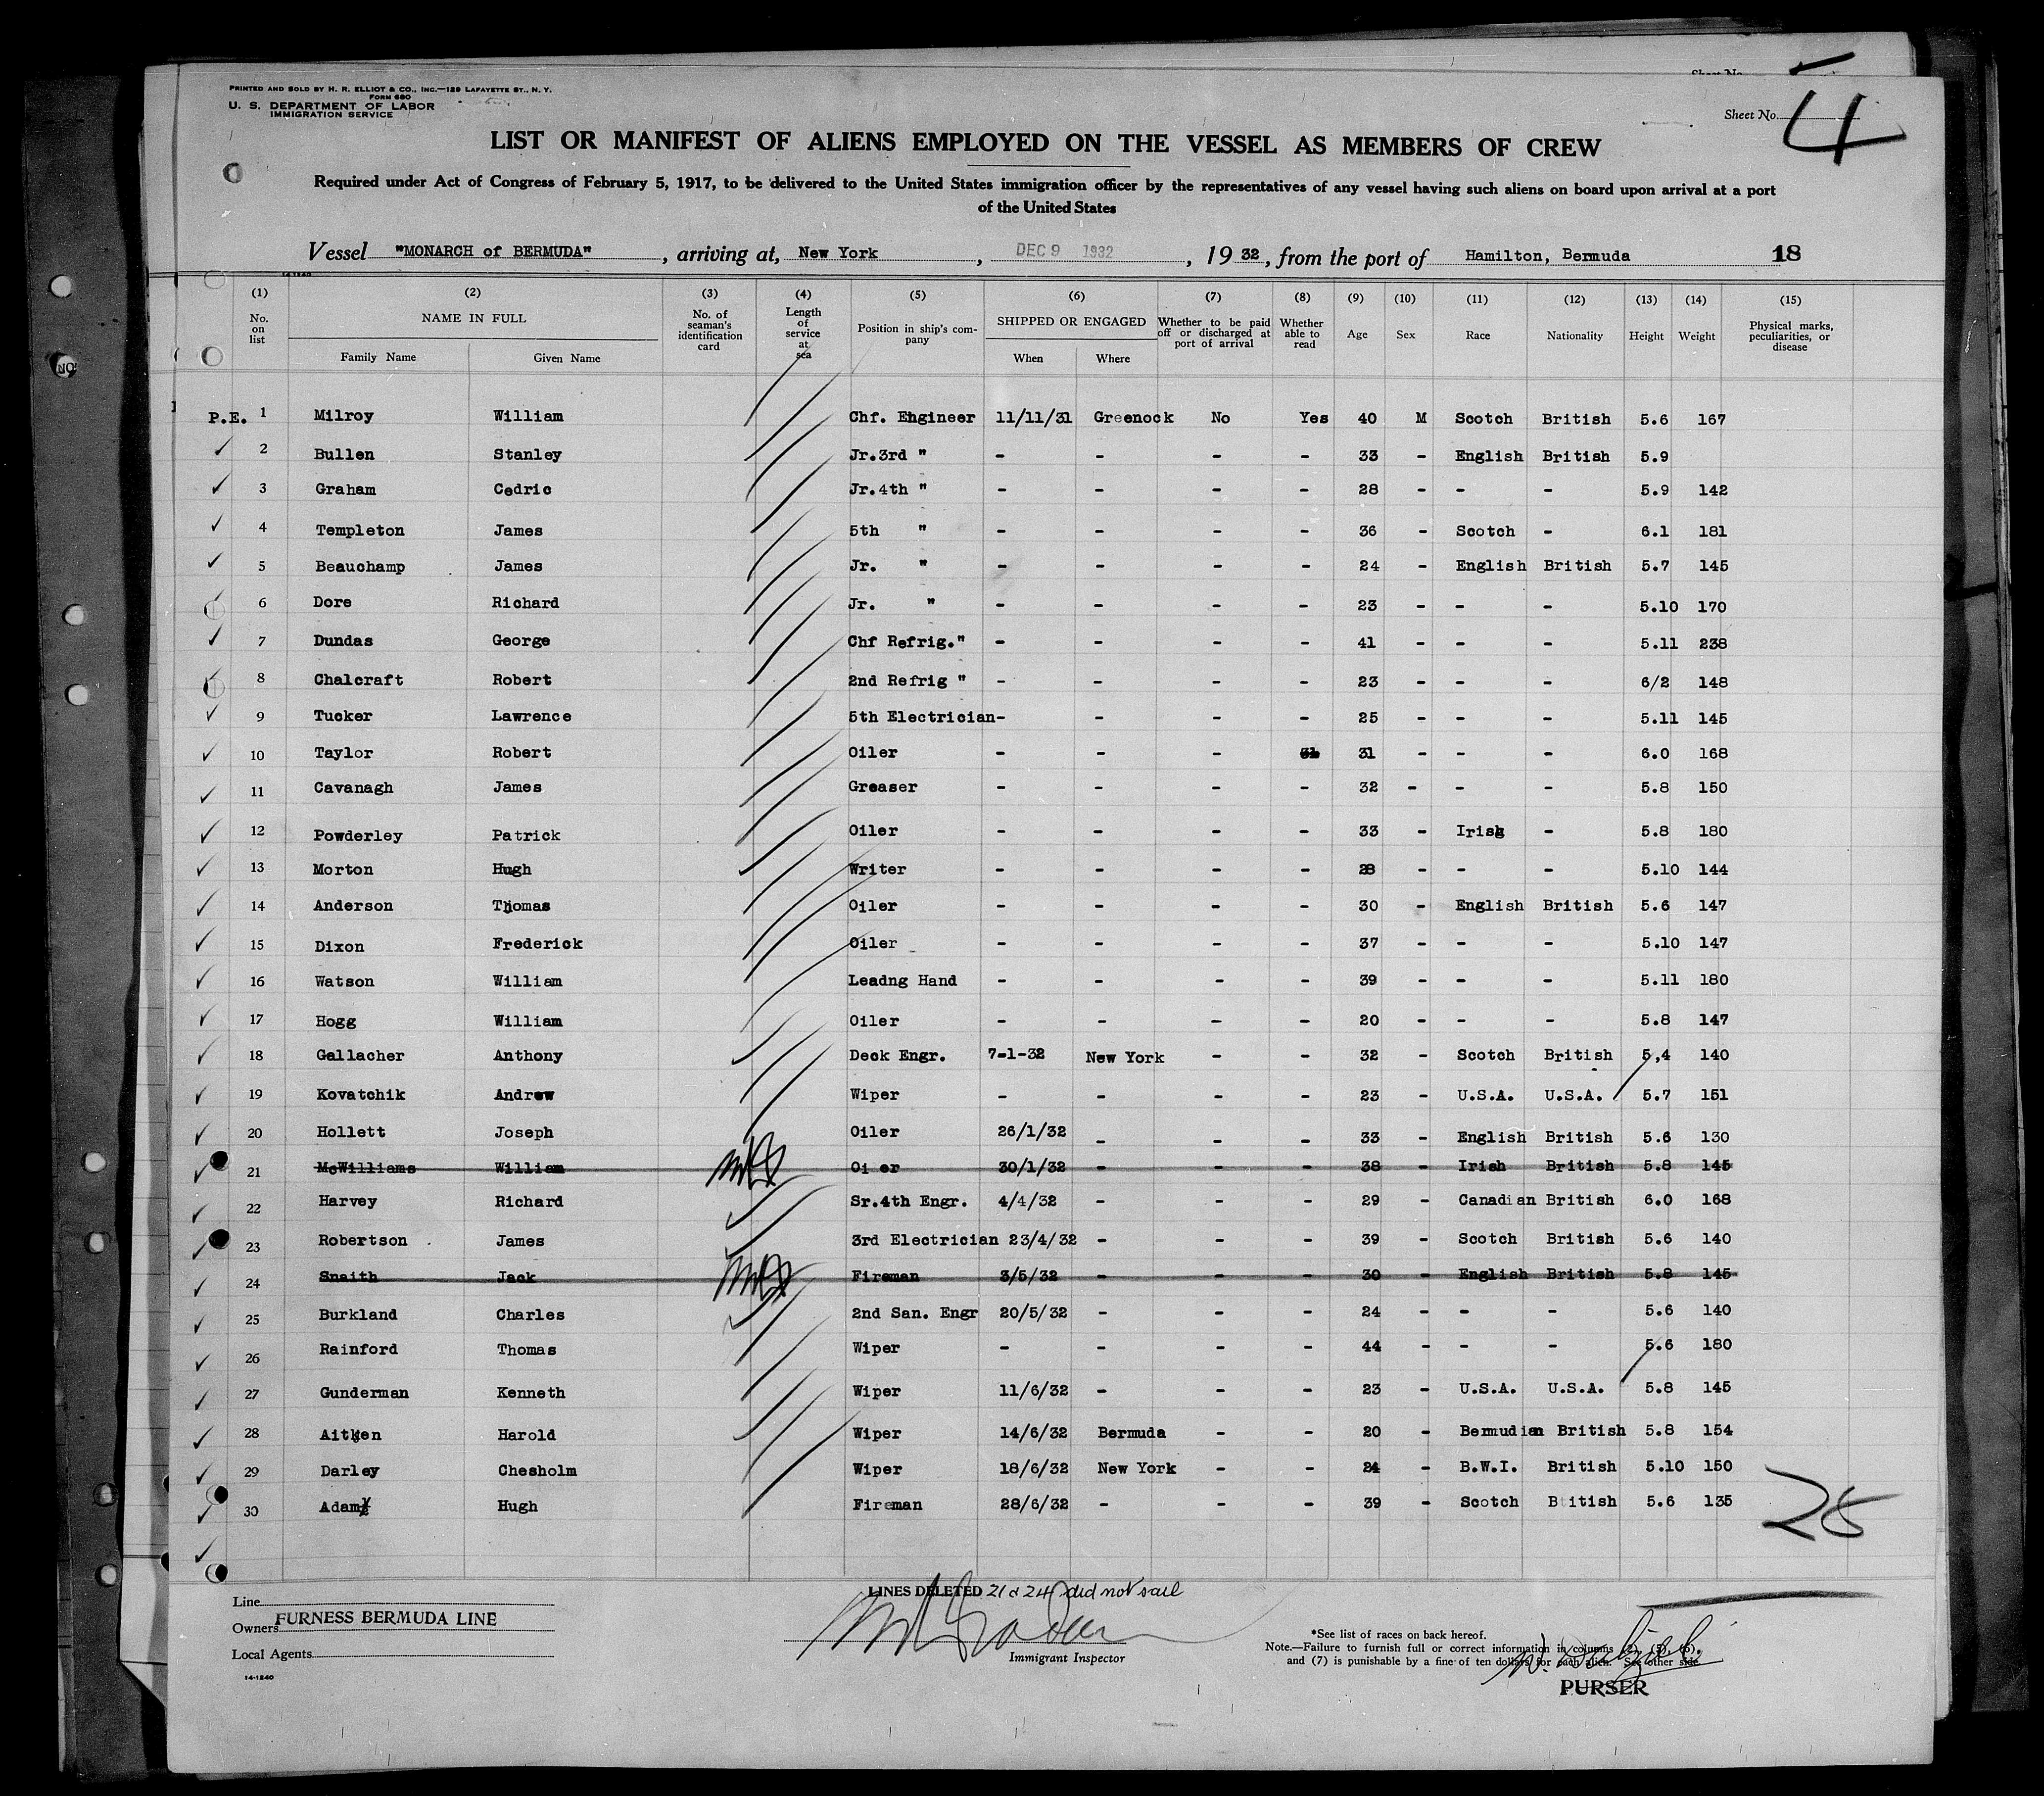 PRINTED AND SOLD BY H. R. ELLIOT & CO., INC.—129 LAFAYETTE ST., N. Y.
FORM 680
U. S. DEPARTMENT OF LABOR
IMMIGRATION SERVICE
Sheet No.
Sheet No. 4
LIST OR MANIFEST OF ALIENS EMPLOYED ON THE VESSEL AS MEMBERS OF CREW
Required under Act of Congress of February 5, 1917, to be delivered to the United States immigration officer by the representatives of any vessel having such aliens on board upon arrival at a port
of the United States
Vessel "MONARCH of BERMUDA", arriving at, New York, DEC 9 1932, 1932, from the port of Hamilton, Bermuda 18
14-1240
(1) (2) (3) (4) (5) (6) (7) (8) (9) (10) (11) (12) (13) (14) (15)
No. on list NAME IN FULL No. of seaman's identification card Length of service at sea Position in ship's company SHIPPED OR ENGAGED Whether to be paid off or discharged at port of arrival Whether able to read Age Sex Race Nationality Height Weight Physical marks, peculiarities, or disease
Family Name Given Name When Where
P.E. 1 Milroy William Chf. Engineer 11/11/31 Greenock No Yes 40 M Scotch British 5.6 167
2 Bullen Stanley Jr.3rd " - - - - 33 - English British 5.9
3 Graham Cedric Jr.4th " - - - - 28 - - - 5.9 142
4 Templeton James 5th " - - - - 36 - Scotch - 6.1 181
5 Beauchamp James Jr. " - - - - 24 - English British 5.7 145
6 Dore Richard Jr. " - - - - 23 - - - 5.10 170
7 Dundas George Chf Refrig." - - - - 41 - - - 5.11 238
8 Chalcraft Robert 2nd Refrig " - - - - 23 - - - 6/2 148
9 Tucker Lawrence 5th Electrician- - - - 25 - - - 5.11 145
10 Taylor Robert Oiler - - - 31 31 - - - 6.0 168
11 Cavanagh James Greaser - - - - 32 - - - 5.8 150
12 Powderley Patrick Oiler - - - - 33 - Irish - 5.8 180
13 Morton Hugh Writer - - - - 28 - - - 5.10 144
14 Anderson Thomas Oiler - - - - 30 - English British 5.6 147
15 Dixon Frederick Oiler - - - - 37 - - - 5.10 147
16 Watson William Leadng Hand - - - - 39 - - - 5.11 180
17 Hogg William Oiler - - - - 20 - - - 5.8 147
18 Gallacher Anthony Deck Engr. 7-1-32 New York - - 32 - Scotch British 5,4 140
19 Kovatchik Andrew Wiper - - - - 23 - U.S.A. U.S.A. 5.7 151
20 Hollett Joseph Oiler 26/1/32 - - - 33 - English British 5.6 130
21 McWilliams William Oi er 30/1/32 - - - 38 - Irish British 5.8 145
22 Harvey Richard Sr.4th Engr. 4/4/32 - - - 29 - Canadian British 6.0 168
23 Robertson James 3rd Electrician 23/4/32 - - - 39 - Scotch British 5.6 140
24 Snaith Jack Fireman 3/5/32 - - - 30 - English British 5.8 145
25 Burkland Charles 2nd San. Engr 20/5/32 - - - 24 - - - 5.6 140
26 Rainford Thomas Wiper - - - - 44 - - - 5.6 180
27 Gunderman Kenneth Wiper 11/6/32 - - - 23 - U.S.A. U.S.A. 5.8 145
28 Aitken Harold Wiper 14/6/32 Bermuda - - 20 - Bermudian British 5.8 154
29 Darley Chesholm Wiper 18/6/32 New York - - 24 - B.W.I. British 5.10 150
30 Adam Hugh Fireman 28/6/32 - - - 39 - Scotch B itish 5.6 135
28
LINES DELETED 21 & 24 did not sail
Line
Owners FURNESS BERMUDA LINE
Local Agents
14-1240
Immigrant Inspector
*See list of races on back hereof.
Note.—Failure to furnish full or correct information in columns (2), (5), (6),
and (7) is punishable by a fine of ten dollars for each alien. See other side
PURSER